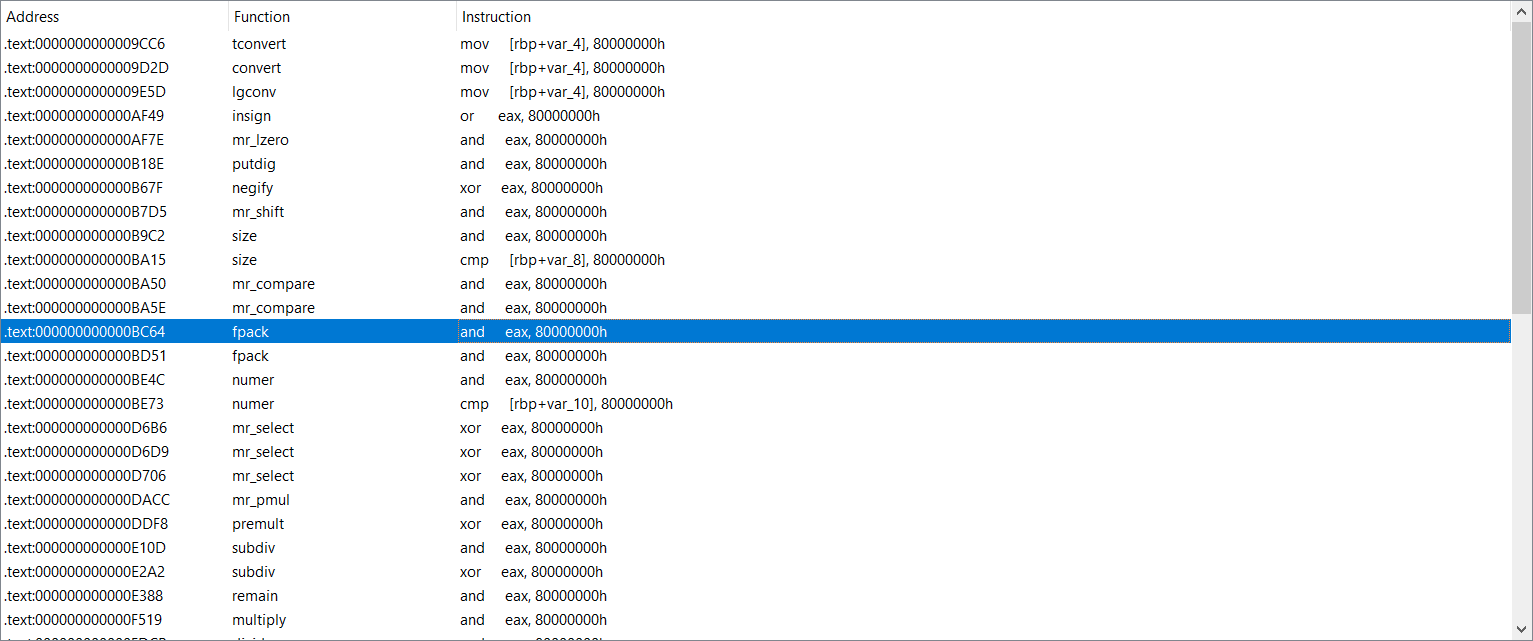 Address Function Instruction
.text:0000000000009CC6 tconvert mov [rbp+var_4], 80000000h
.text:0000000000009D2D convert mov [rbp+var_4], 80000000h
.text:0000000000009E5D lgconv mov [rbp+var_4], 80000000h
.text:000000000000AF49 insign or eax, 80000000h
.text:000000000000AF7E mr_lzero and eax, 80000000h
.text:000000000000B18E putdig and eax, 80000000h
.text:000000000000B67F negify xor eax, 80000000h
.text:000000000000B7D5 mr_shift and eax, 80000000h
.text:000000000000B9C2 size and eax, 80000000h
.text:000000000000BA15 size cmp [rbp+var_8], 80000000h
.text:000000000000BA50 mr_compare and eax, 80000000h
.text:000000000000BA5E mr_compare and eax, 80000000h
.text:000000000000BC64 fpack and eax, 80000000h
.text:000000000000BD51 fpack and eax, 80000000h
.text:000000000000BE4C numer and eax, 80000000h
.text:000000000000BE73 numer cmp [rbp+var_10], 80000000h
.text:000000000000D6B6 mr_select xor eax, 80000000h
.text:000000000000D6D9 mr_select xor eax, 80000000h
.text:000000000000D706 mr_select xor eax, 80000000h
.text:000000000000DACC mr_pmul and eax, 80000000h
.text:000000000000DDF8 premult xor eax, 80000000h
.text:000000000000E10D subdiv and eax, 80000000h
.text:000000000000E2A2 subdiv xor eax, 80000000h
.text:000000000000E388 remain and eax, 80000000h
.text:000000000000F519 multiply and eax, 80000000h